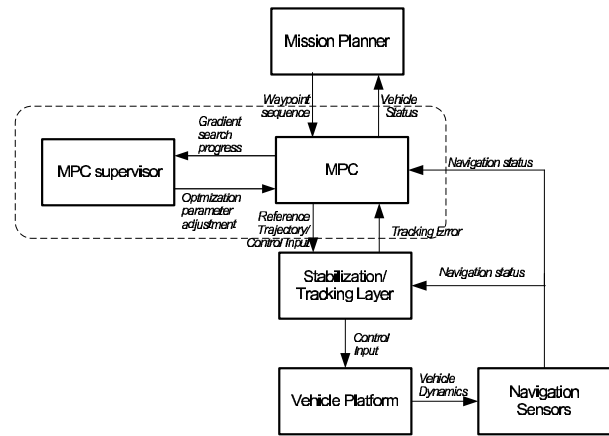 Mission Planner
Waypoint
sequence
Vehicle
Status
Gradient
search
progress
MPC supervisor
MPC
Navigation status
Optmization
parameter
adjustment
Reference
Trajectory/
Control Input
Tracking Error
Stabilization/
Tracking Layer
Navigation status
Control
Input
Vehicle Platform
Vehicle
Dynamics
Navigation
Sensors